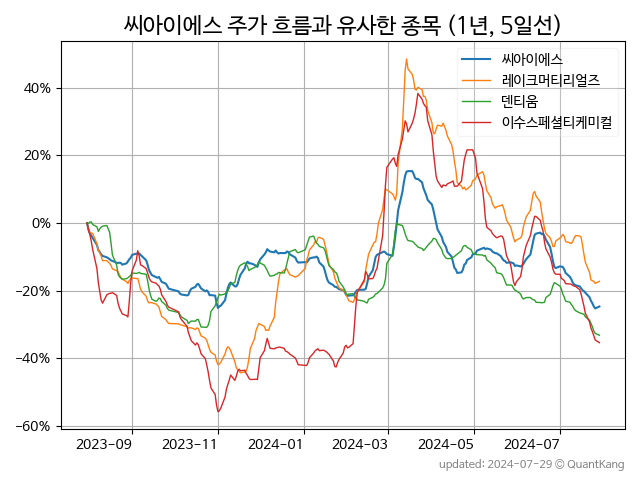 씨아이에스 주가 흐름과 유사한 종목 (1년, 5일선)
씨아이에스
레이크머티리얼즈
덴티움
이수스페셜티케미컬
40%
20%
0%
−20%
−40%
−60%
2023-09 2023-11 2024-01 2024-03 2024-05 2024-07
updated: 2024-07-29 © QuantKang